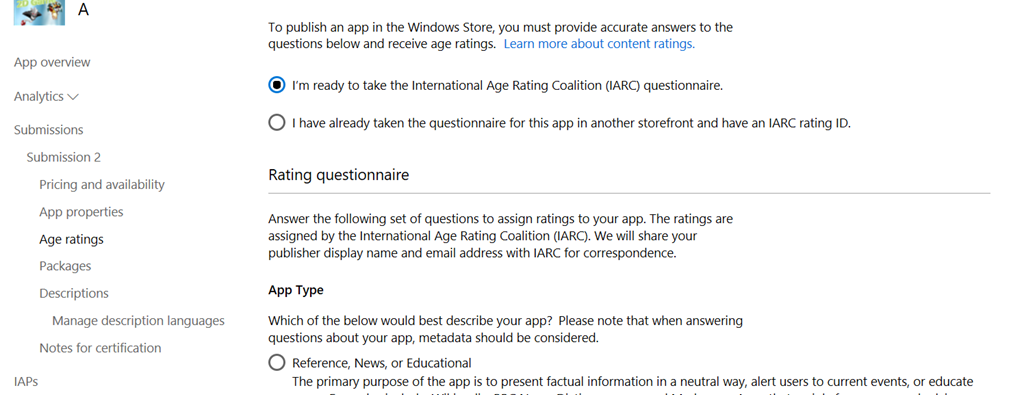 A
App overview
Analytics
Submissions
Submission 2
Pricing and availability
App properties
Age ratings
Packages
Descriptions
Manage description languages
Notes for certification
IAPs
To publish an app in the Windows Store, you must provide accurate answers to the
questions below and receive age ratings. Learn more about content ratings.
I'm ready to take the International Age Rating Coalition (IARC) questionnaire.
I have already taken the questionnaire for this app in another storefront and have an IARC rating ID.
Rating questionnaire
Answer the following set of questions to assign ratings to your app. The ratings are
assigned by the International Age Rating Coalition (IARC). We will share your
publisher display name and email address with IARC for correspondence.
App Type
Which of the below would best describe your app? Please note that when answering
questions about your app, metadata should be considered.
Reference, News, or Educational
The primary purpose of the app is to present factual information in a neutral way, alert users to current events, or educate